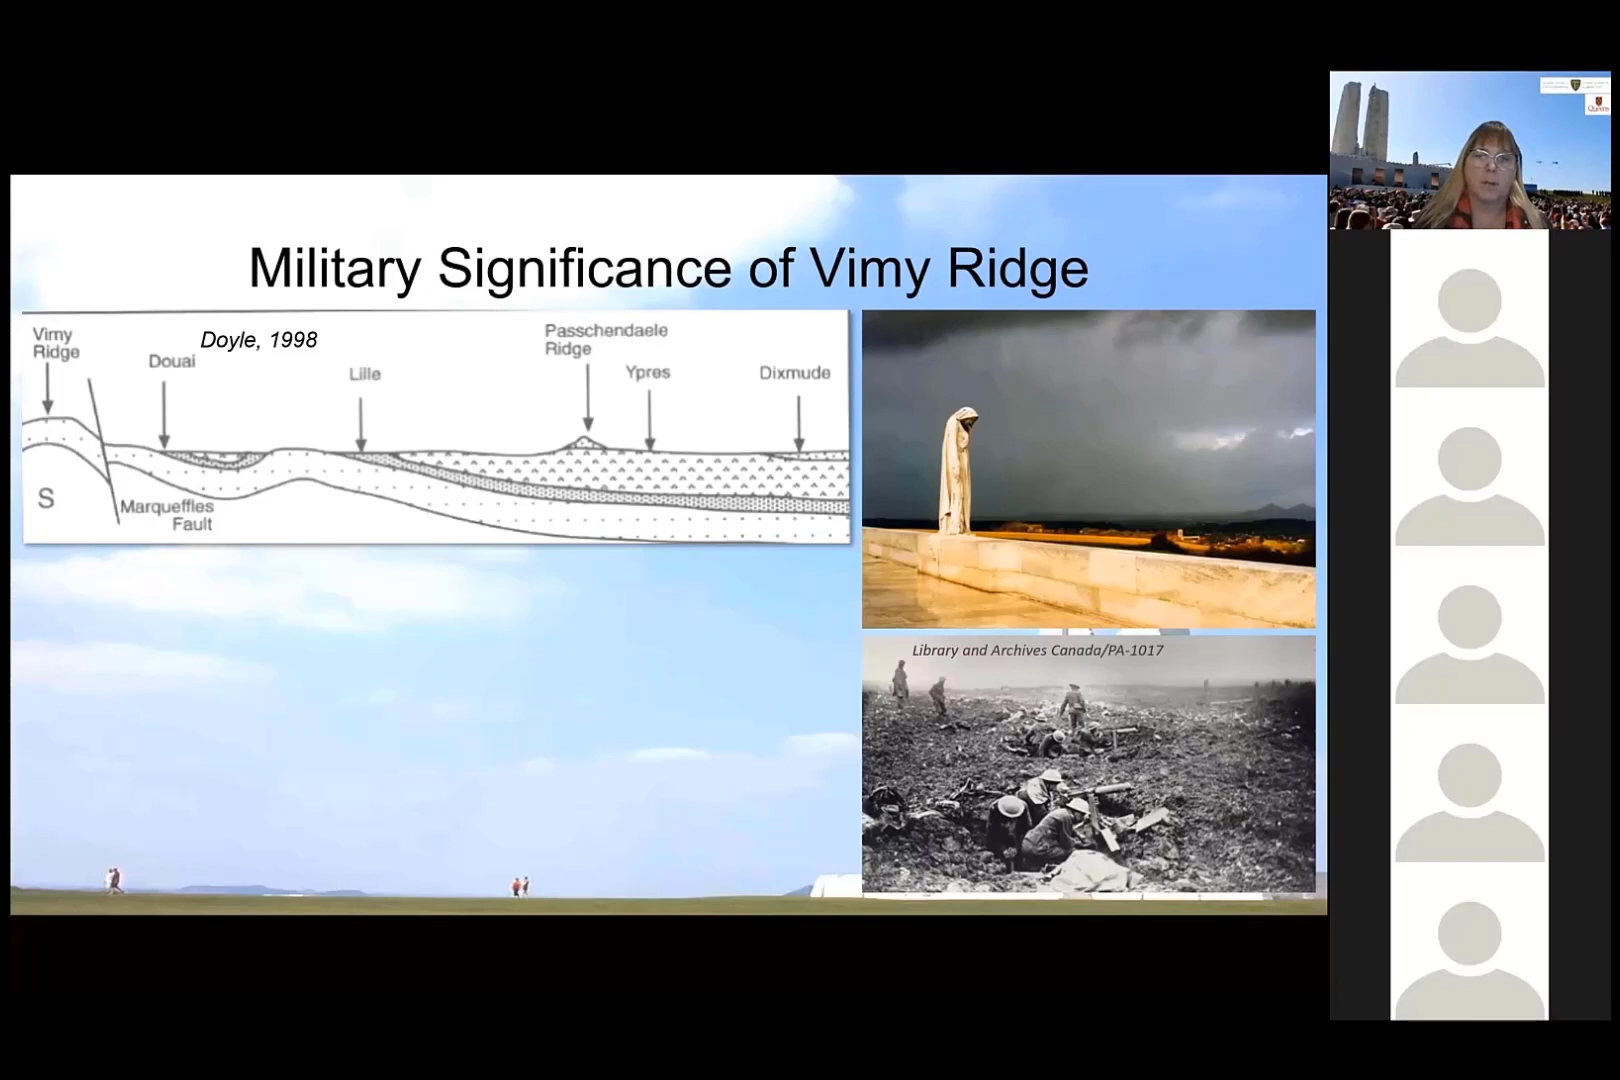 Military Significance of Vimy Ridge
Vimy
Ridge
Doyle, 1998
Douai
Lille
Passchendaele
Ridge
Ypres
Dixmude
S
Marqueffles
Fault
Library and Archives Canada/PA-1017
Queen's